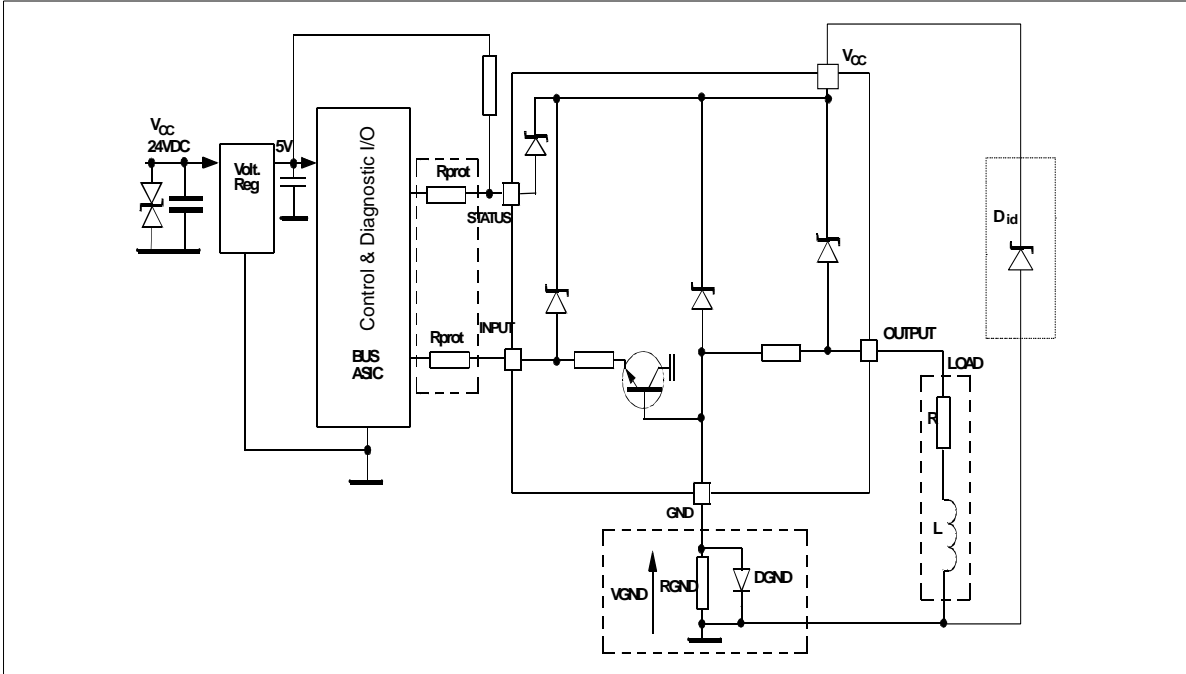 VCC
VCC
24VDC
5V
Volt.
Reg
Control & Diagnostic I/O
Rprot
STATUS
Did
INPUT
Rprot
OUTPUT
BUS
ASIC
LOAD
R
L
GND
VGND
RGND
DGND